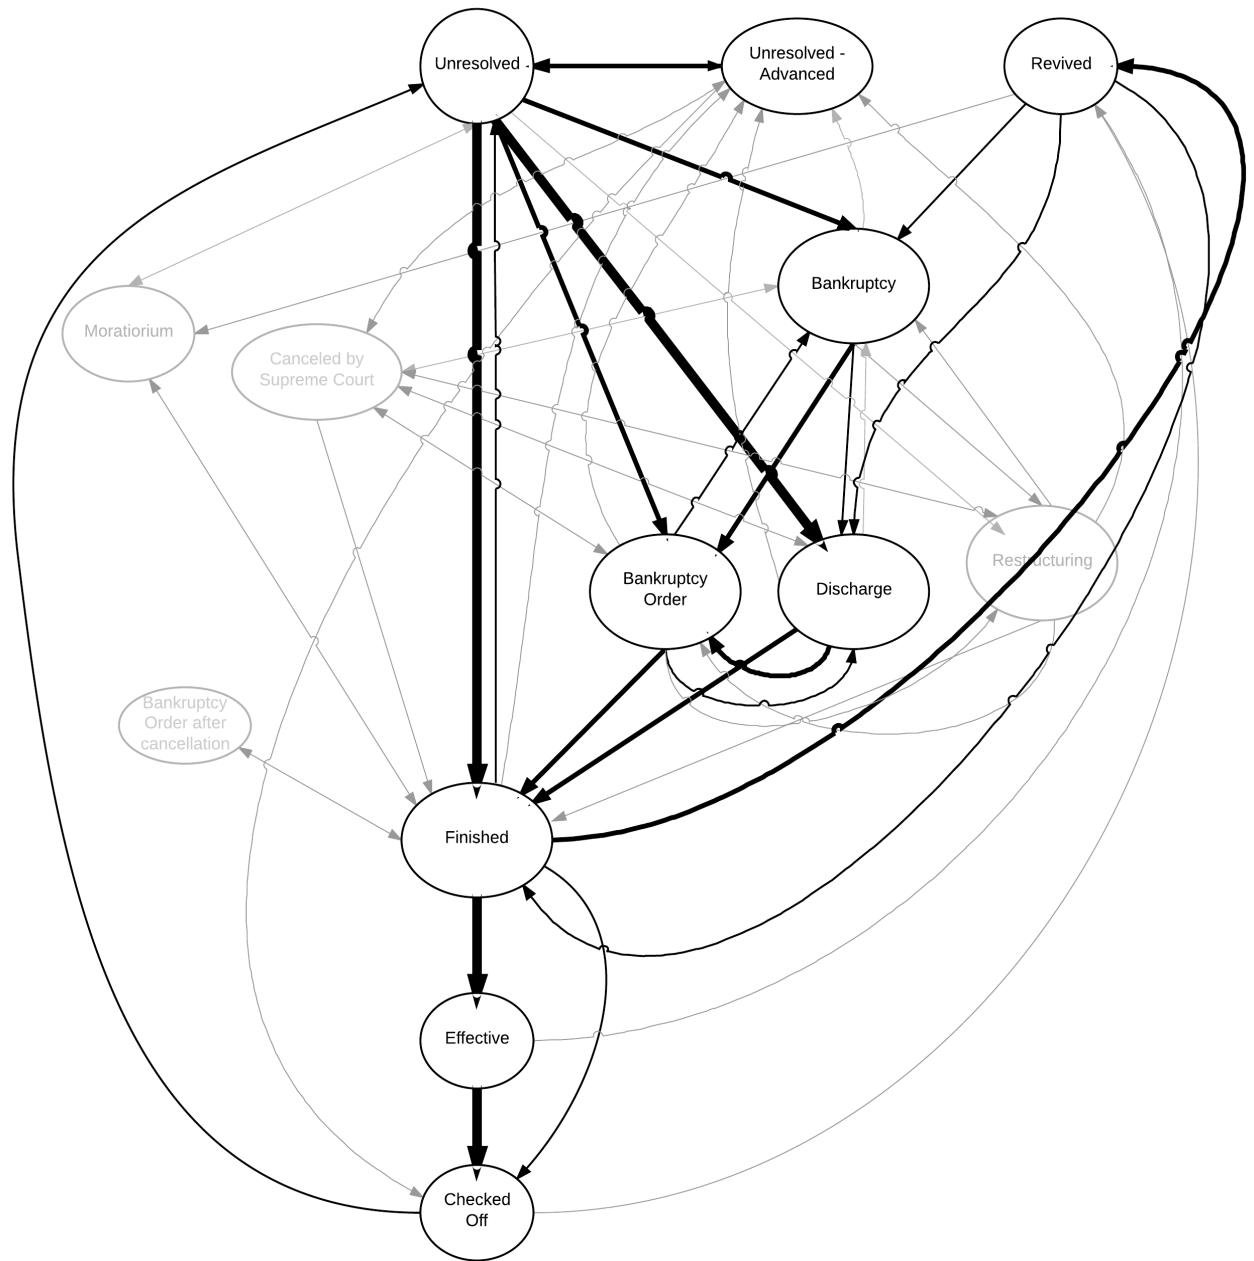 Unresolved
Unresolved -
Advanced
Revived
Bankruptcy
Moratiorium
Canceled by
Supreme Court
Bankruptcy
Order
Discharge
Restructuring
Bankruptcy
Order after
cancellation
Finished
Effective
Checked
Off